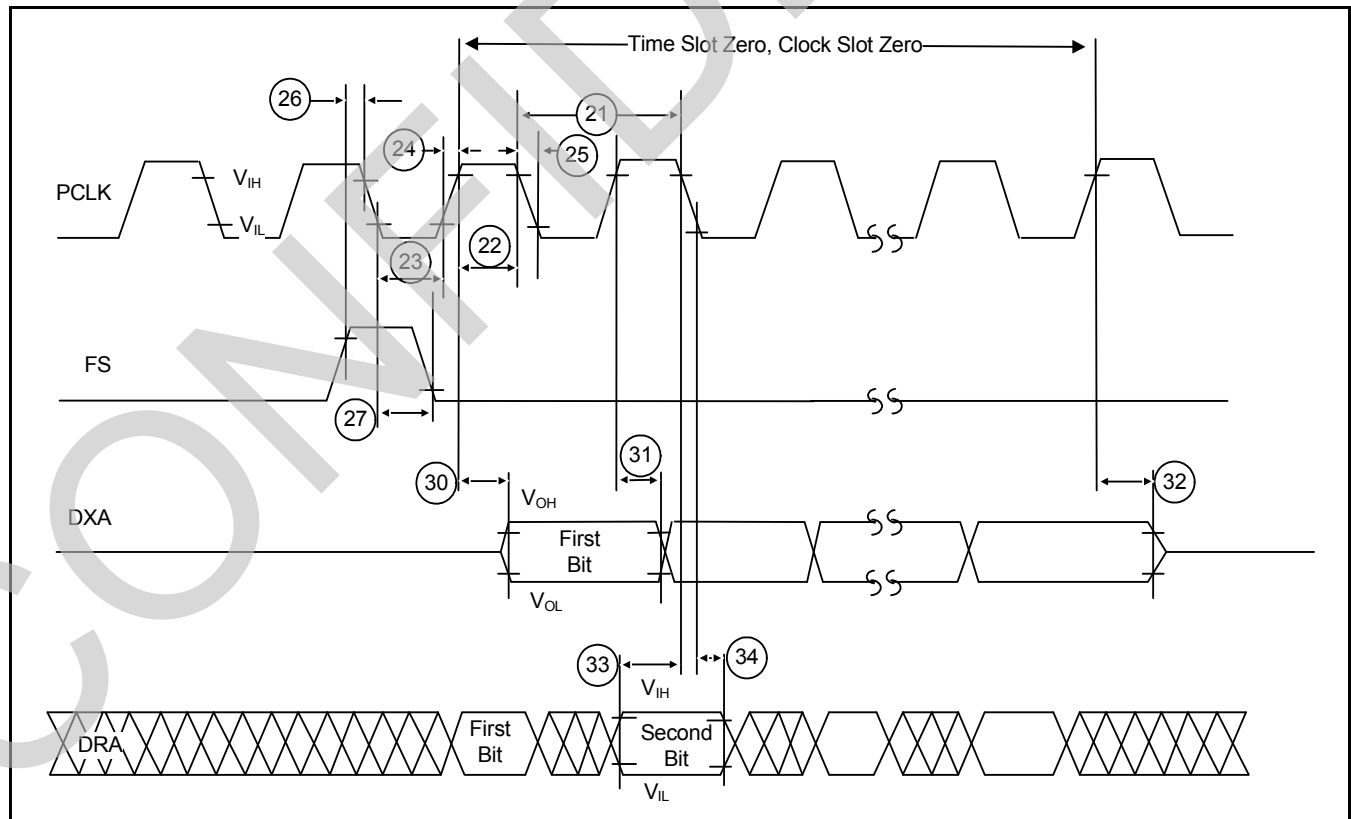 Time Slot Zero, Clock Slot Zero
26
21
24
25
PCLK
VIH
VIL
22
23
FS
27
31
30
32
VOH
DXA
First
Bit
VOL
33
34
VIH
DRA
First
Bit
Second
Bit
VIL
CONFID